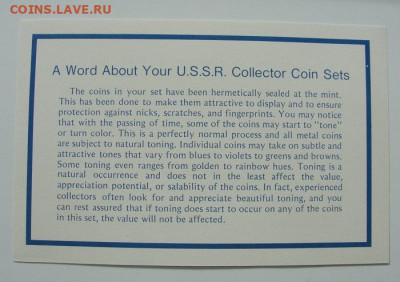 COINS.ЛАВЕ.RU
A Word About Your U.S.S.R. Collector Coin Sets
The coins in your set have been hermetically sealed at the mint.
This has been done to make them attractive to display and to ensure
protection against nicks, scratches, and fingerprints. You may notice
that with the passing of time, some of the coins may start to "tone"
or turn color. This is a perfectly normal process and all metal coins
are subject to natural toning. Individual coins may take on subtle and
attractive tones that vary from blues to violets to greens and browns.
Some toning even ranges from golden to rainbow hues. Toning is a
natural occurrence and does not in the least affect the value,
appreciation potential, or salability of the coins. In fact, experienced
collectors often look for and appreciate beautiful toning, and you
can rest assured that if toning does start to occur on any of the coins
in this set, the value will not be affected.